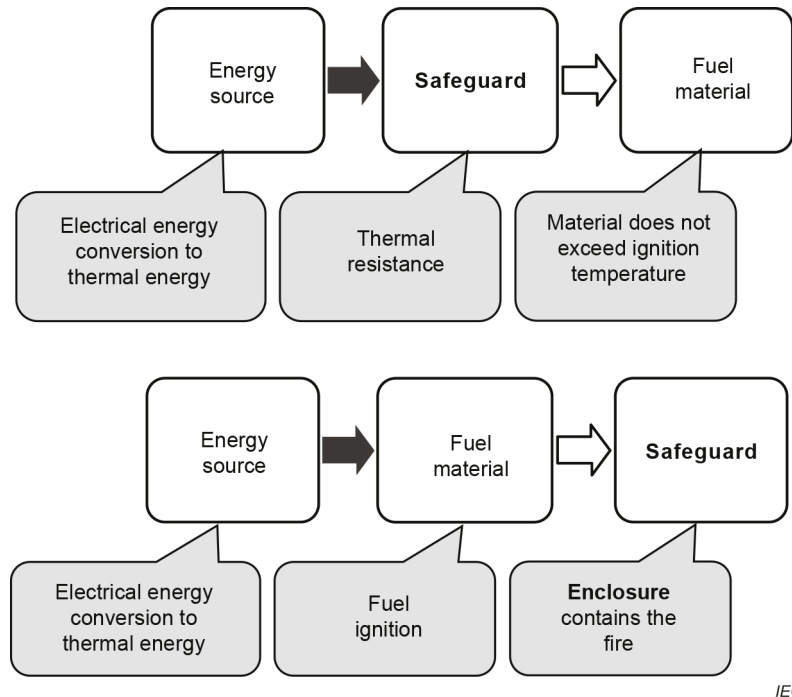 Energy
source
Safeguard
Fuel
material
Electrical energy
conversion to
thermal energy
Thermal
resistance
Material does not
exceed ignition
temperature
Energy
source
Fuel
material
Safeguard
Electrical energy
conversion to
thermal energy
Fuel
ignition
Enclosure
contains the
fire